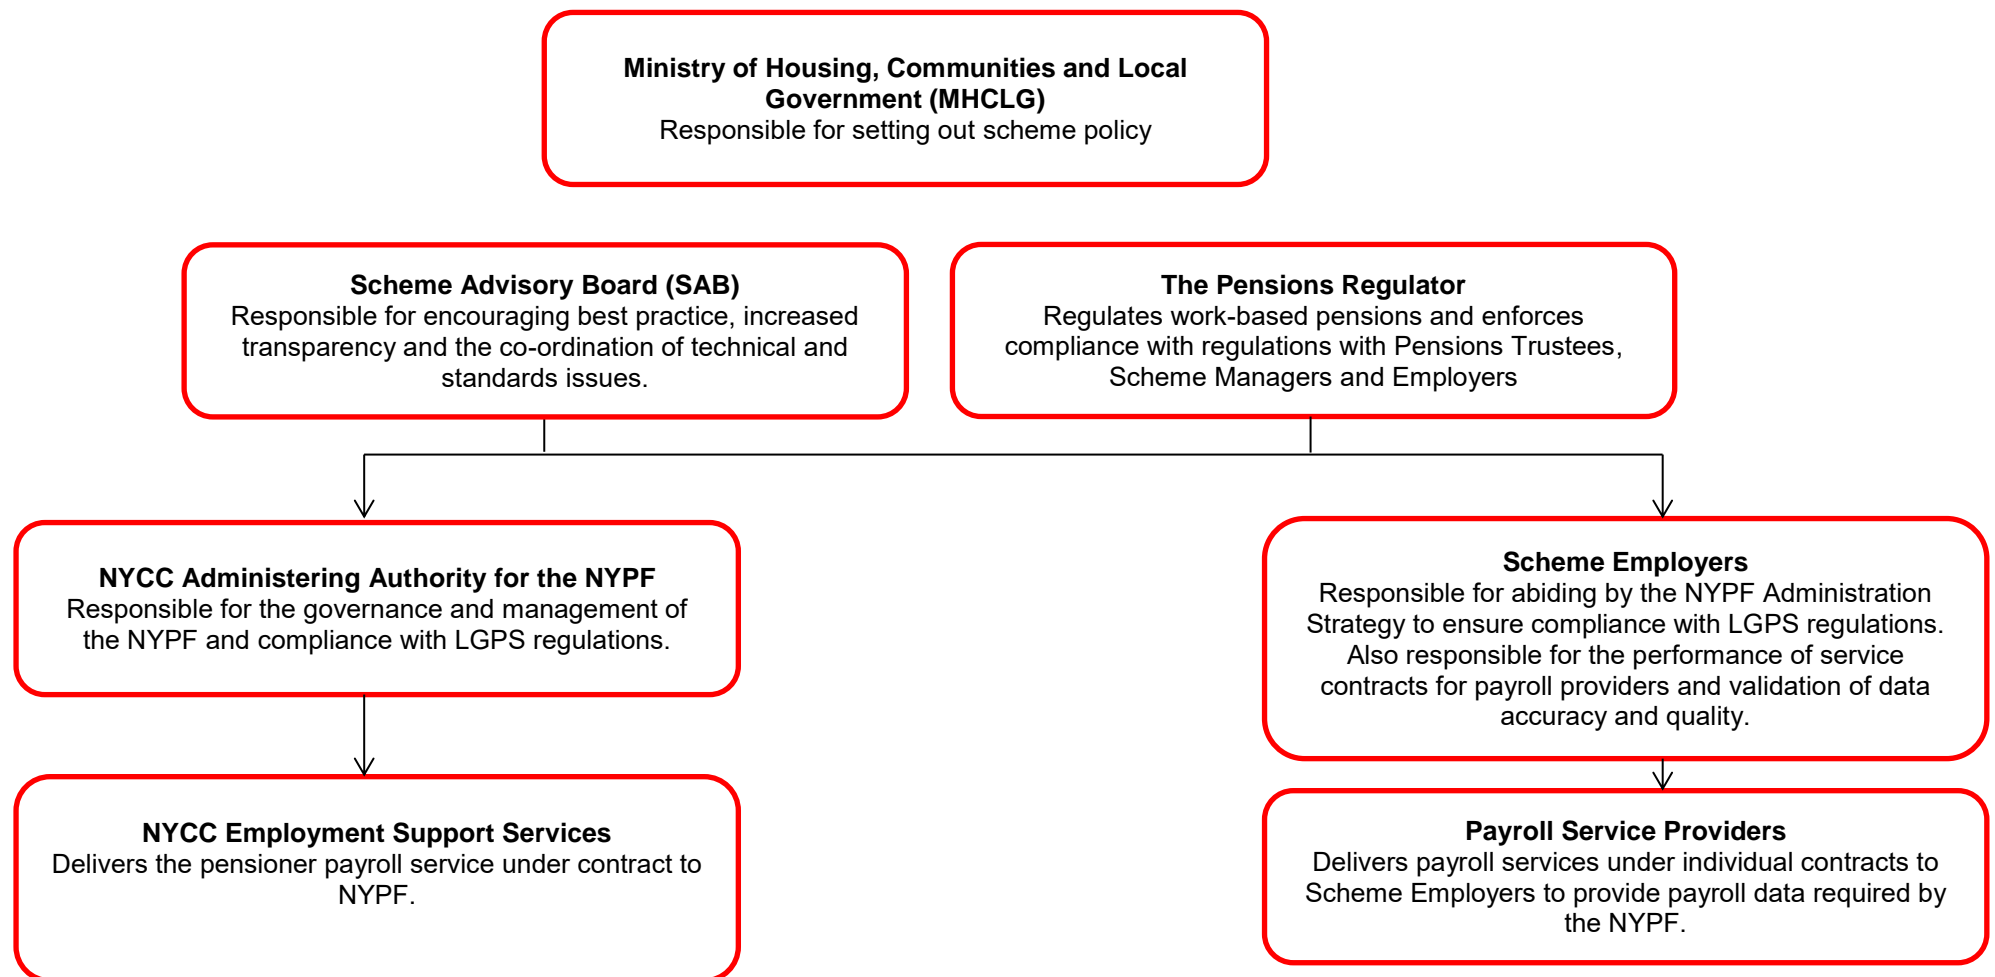 Ministry of Housing, Communities and Local
Government (MHCLG)
Responsible for setting out scheme policy
Scheme Advisory Board (SAB)
Responsible for encouraging best practice, increased
transparency and the co-ordination of technical and
standards issues.
The Pensions Regulator
Regulates work-based pensions and enforces
compliance with regulations with Pensions Trustees,
Scheme Managers and Employers
NYCC Administering Authority for the NYPF
Responsible for the governance and management of
the NYPF and compliance with LGPS regulations.
Scheme Employers
Responsible for abiding by the NYPF Administration
Strategy to ensure compliance with LGPS regulations.
Also responsible for the performance of service
contracts for payroll providers and validation of data
accuracy and quality.
NYCC Employment Support Services
Delivers the pensioner payroll service under contract to
NYPF.
Payroll Service Providers
Delivers payroll services under individual contracts to
Scheme Employers to provide payroll data required by
the NYPF.